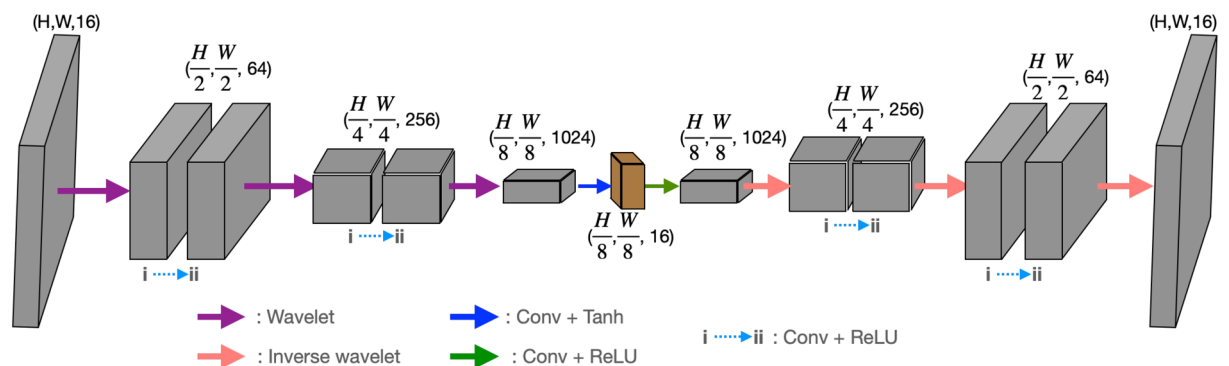 (H,W,16)
(H/2, W/2, 64)
(H/4, W/4, 256)
(H/8, W/8, 1024)
(H/8, W/8, 16)
(H/8, W/8, 1024)
(H/4, W/4, 256)
(H/2, W/2, 64)
(H,W,16)
i ii
i ii
i ii
i ii
: Wavelet
: Conv + Tanh
i ii : Conv + ReLU
: Inverse wavelet
: Conv + ReLU